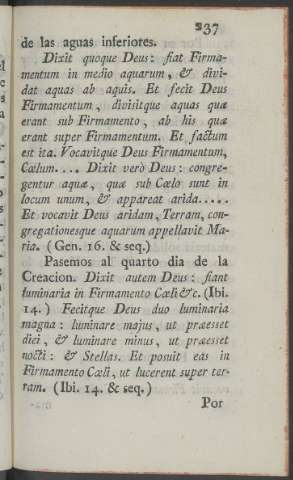 237
de las aguas inferiores.
Dixit quoque Deus: fiat Firma-
mentum in medio aquarum, & divi-
dat aquas ab aquis. Et fecit Deus
Firmamentum, divisitque aquas quæ
erant sub Firmamento, ab his quæ
erant super Firmamentum. Et factum
est ita. Vocavitque Deus Firmamentum,
Cœlum.... Dixit verò Deus: congre-
gentur aquæ, quæ sub Cœlo sunt in
locum unum, & appareat arida.....
Et vocavit Deus aridam, Terram, con-
gregationesque aquarum appellavit Ma-
ria. (Gen. 16. & seq.)
Pasemos al quarto dia de la
Creacion. Dixit autem Deus: fiant
luminaria in Firmamento Cœli &c. (Ibi.
14.) Fecitque Deus duo luminaria
magna: luminare majus, ut præesset
diei, & luminare minus, ut præesset
nocti: & Stellas. Et posuit eas in
Firmamento Cœli, ut lucerent super ter-
ram. (Ibi. 14. & seq.)
Por